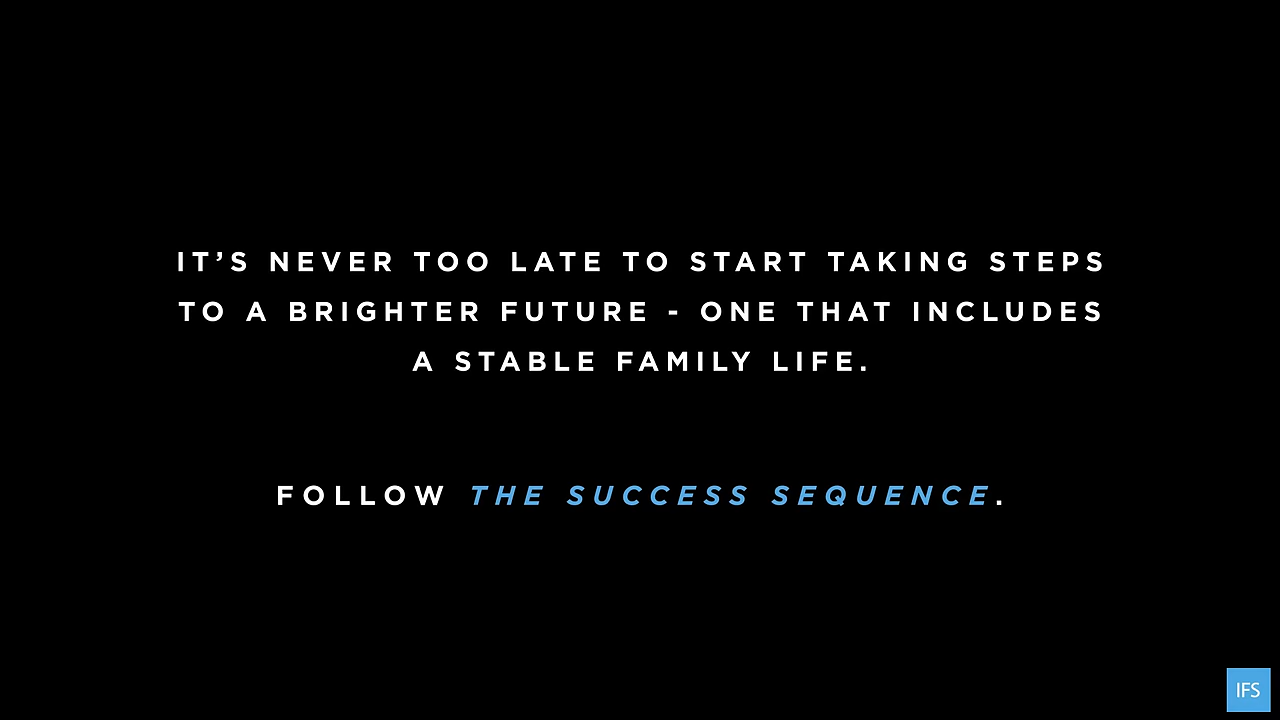 IT’S NEVER TOO LATE TO START TAKING STEPS
TO A BRIGHTER FUTURE - ONE THAT INCLUDES
A STABLE FAMILY LIFE.
FOLLOW THE SUCCESS SEQUENCE.
IFS